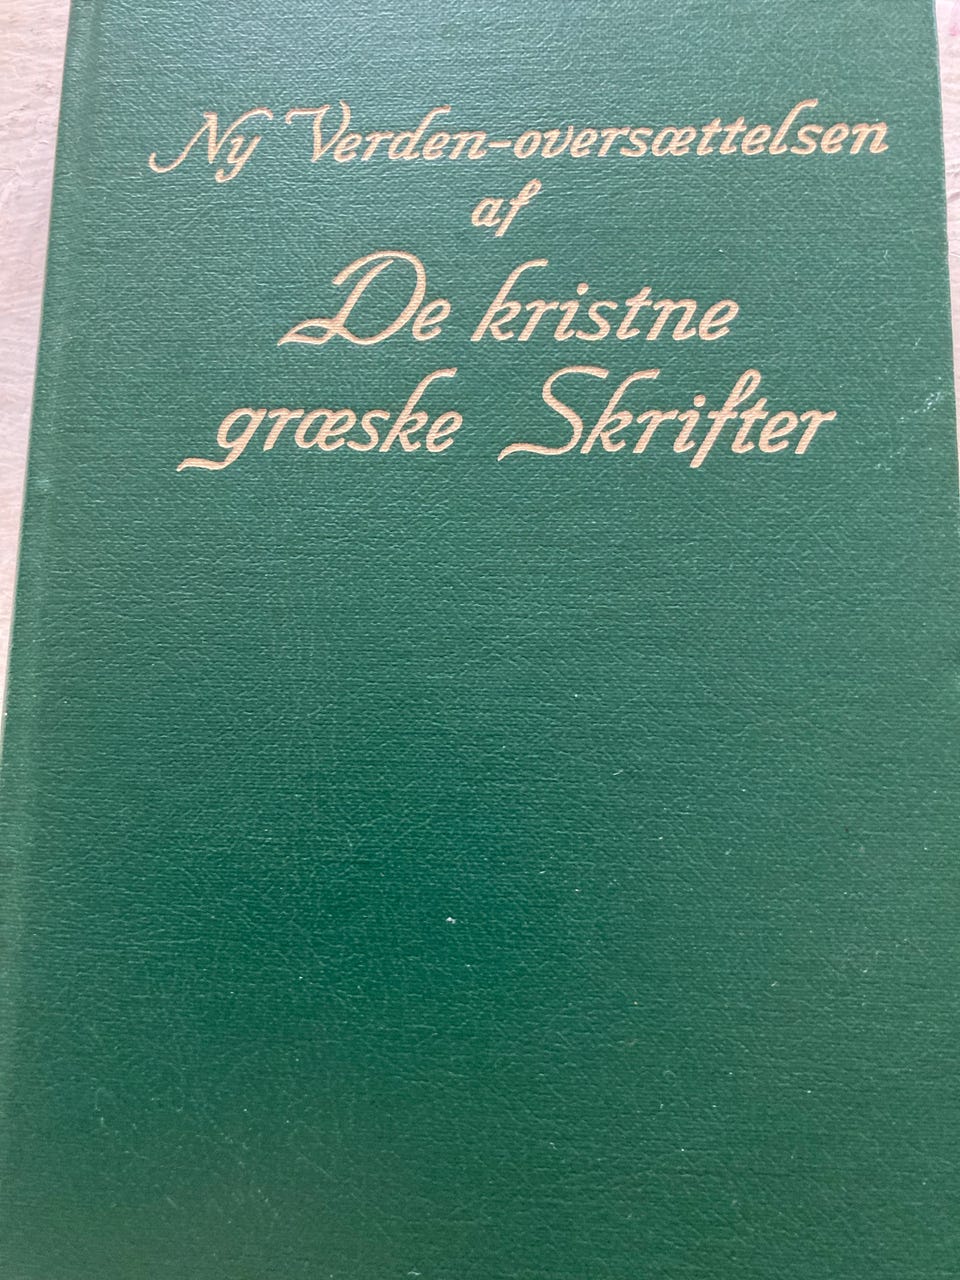 Ny Verden-oversættelsen
af
De kristne
græske Skrifter